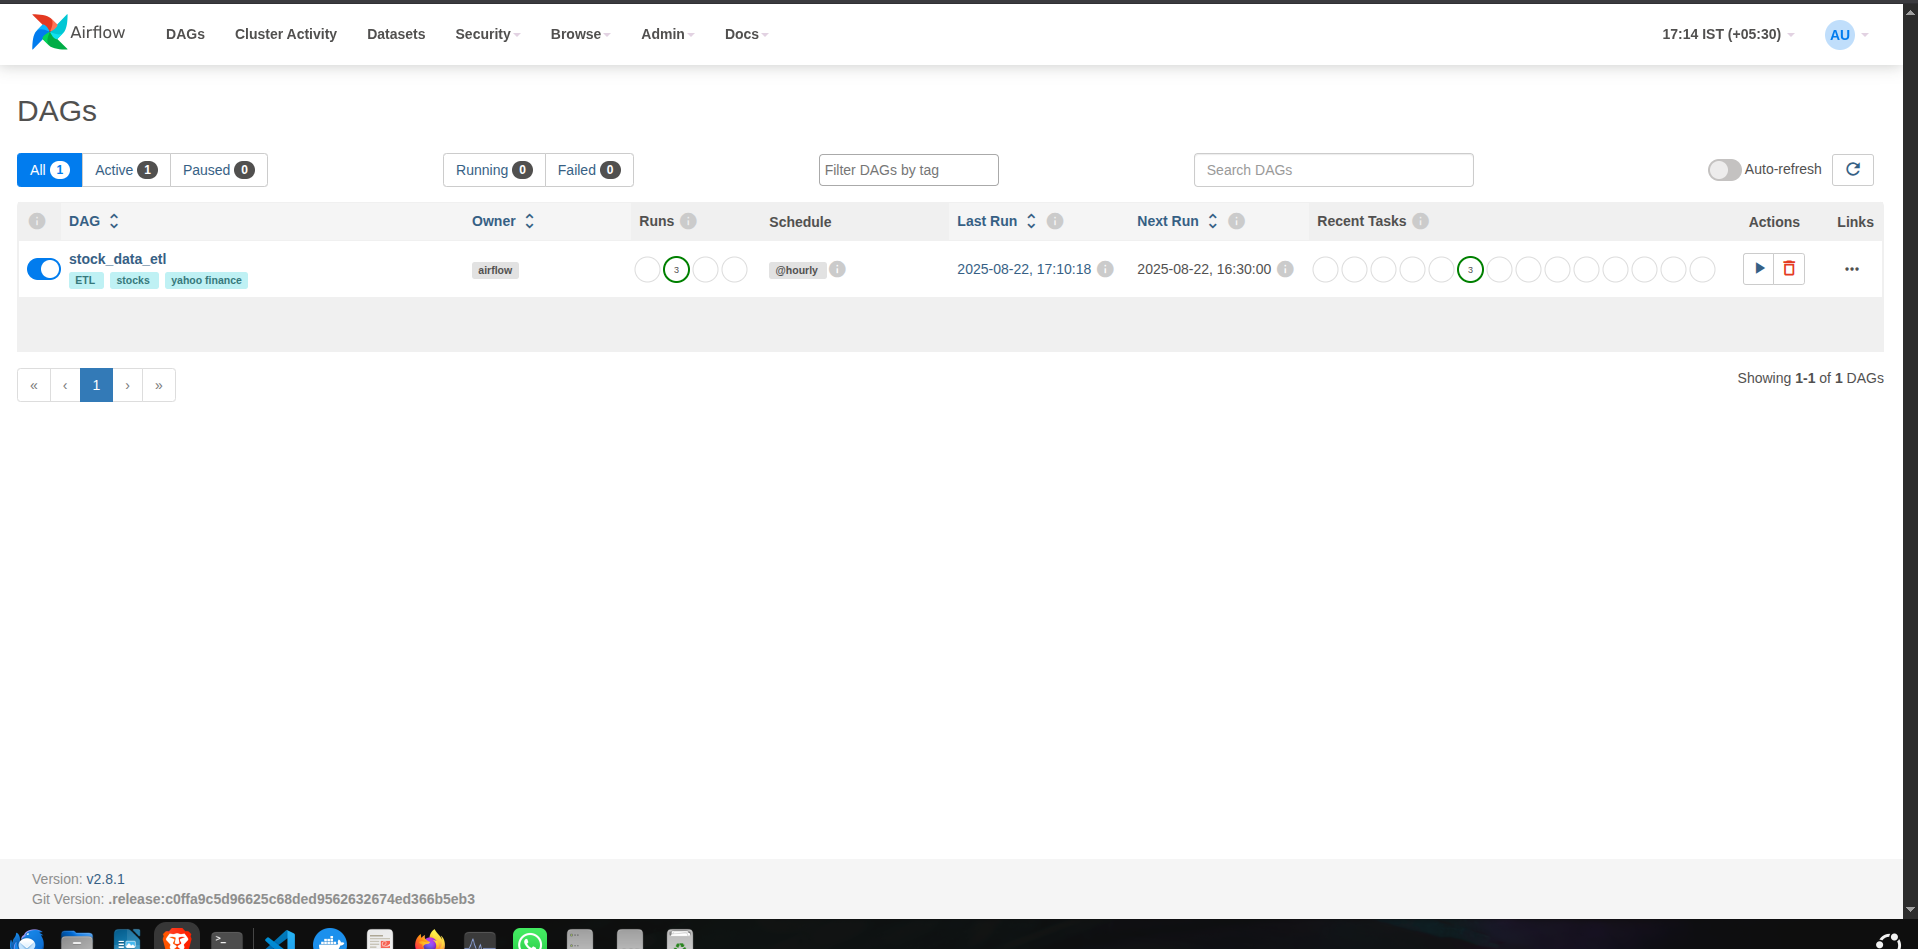 Airflow DAGs Cluster Activity Datasets Security Browse Admin Docs 17:14 IST (+05:30) AU
DAGs
All 1 Active 1 Paused 0 Running 0 Failed 0 Filter DAGs by tag Search DAGs Auto-refresh
DAG Owner Runs Schedule Last Run Next Run Recent Tasks Actions Links
stock_data_etl
ETL stocks yahoo finance airflow 3 @hourly 2025-08-22, 17:10:18 2025-08-22, 16:30:00 3
« ‹ 1 › » Showing 1-1 of 1 DAGs
Version: v2.8.1
Git Version: .release:c0ffa9c5d96625c68ded9562632674ed366b5eb3